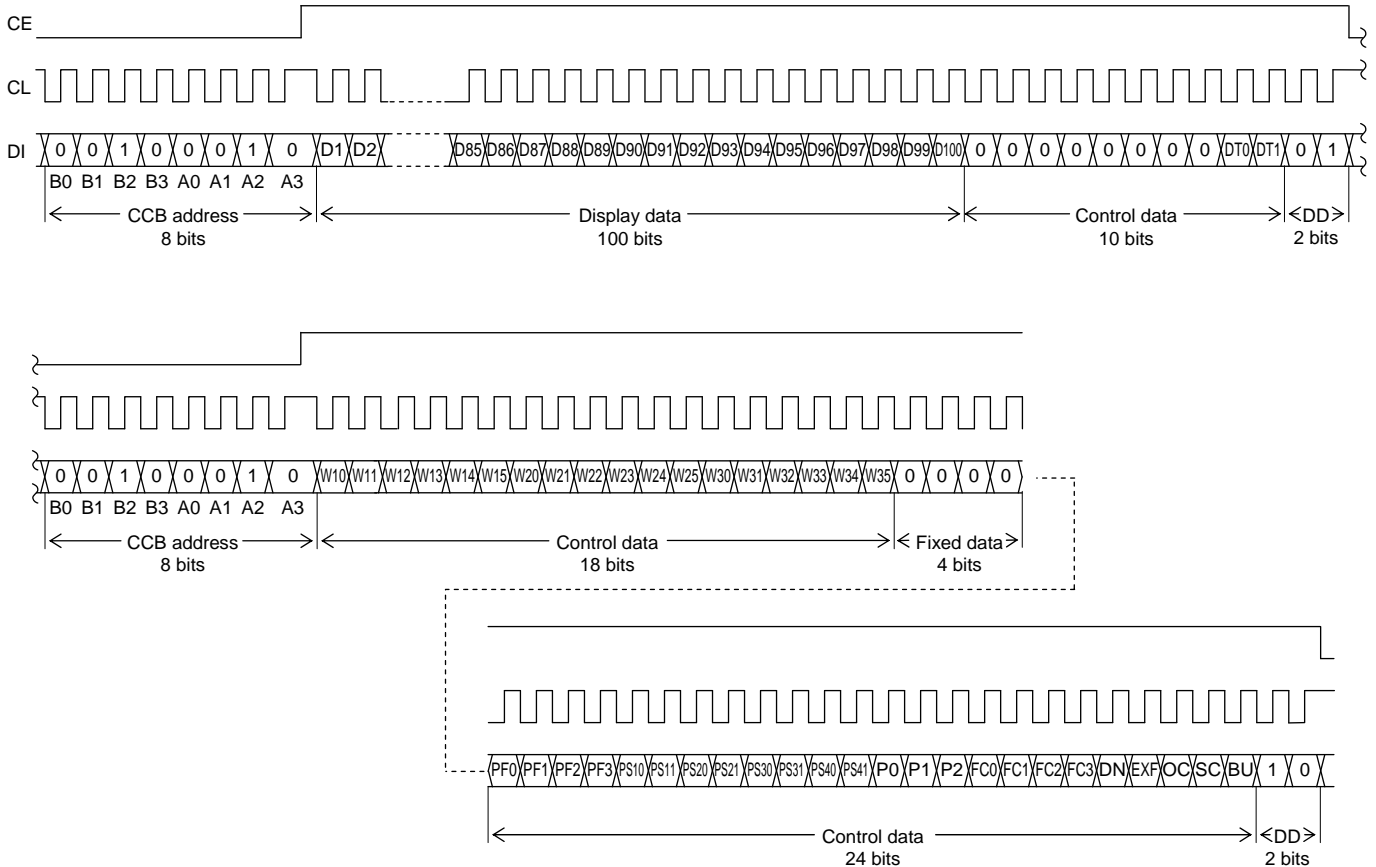 CE
CL
DI 0 0 1 0 0 0 1 0 D1 D2 D85 D86 D87 D88 D89 D90 D91 D92 D93 D94 D95 D96 D97 D98 D99 D100 0 0 0 0 0 0 0 0 DT0 DT1 0 1
B0 B1 B2 B3 A0 A1 A2 A3
CCB address Display data Control data DD
8 bits 100 bits 10 bits 2 bits
0 0 1 0 0 0 1 0 W10 W11 W12 W13 W14 W15 W20 W21 W22 W23 W24 W25 W30 W31 W32 W33 W34 W35 0 0 0 0
B0 B1 B2 B3 A0 A1 A2 A3
CCB address Control data Fixed data
8 bits 18 bits 4 bits
PF0 PF1 PF2 PF3 PS10 PS11 PS20 PS21 PS30 PS31 PS40 PS41 P0 P1 P2 FC0 FC1 FC2 FC3 DN EXF OC SC BU 1 0
Control data DD
24 bits 2 bits